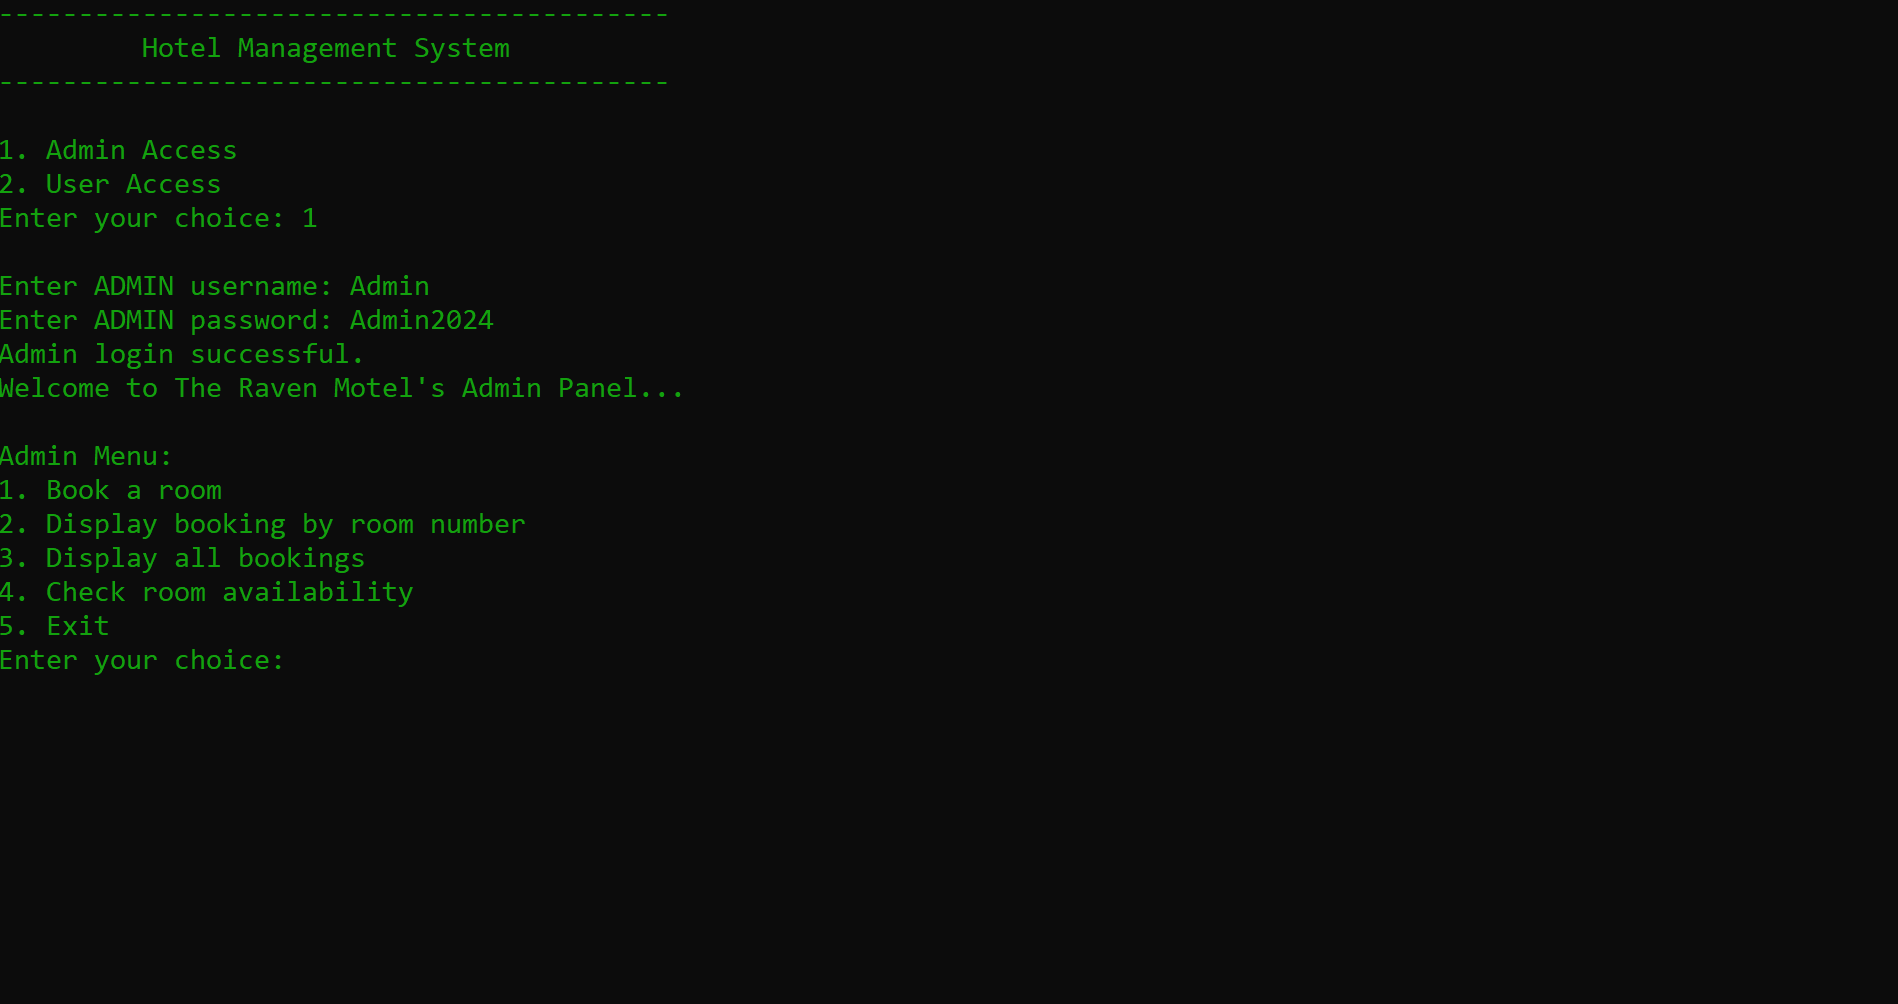 ------------------------------------------
Hotel Management System
------------------------------------------
1. Admin Access
2. User Access
Enter your choice: 1
Enter ADMIN username: Admin
Enter ADMIN password: Admin2024
Admin login successful.
Welcome to The Raven Motel's Admin Panel...
Admin Menu:
1. Book a room
2. Display booking by room number
3. Display all bookings
4. Check room availability
5. Exit
Enter your choice: